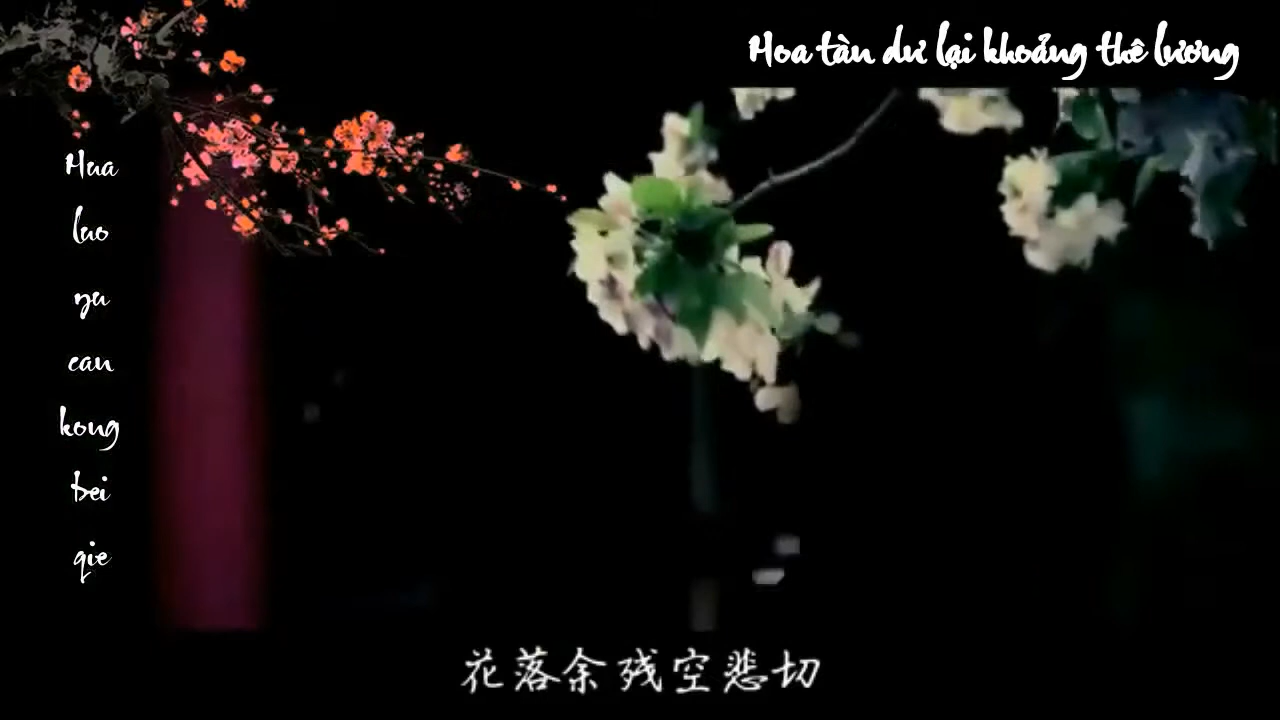 Hoa tàn dư lại khoảng thê lương
Hua
luo
yu
can
kong
bei
qie
花落余残空悲切